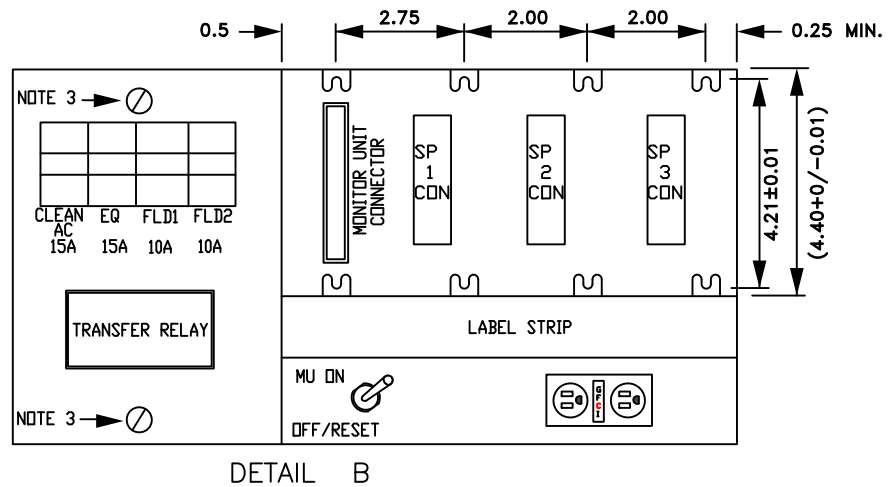 0.5
2.75
2.00
2.00
0.25 MIN.
NOTE 3
MONITOR UNIT
CONNECTOR
SP
1
CON
SP
2
CON
SP
3
CON
4.21±0.01
(4.40+0/-0.01)
CLEAN
AC
15A
EQ
15A
FLD1
10A
FLD2
10A
TRANSFER RELAY
LABEL STRIP
MU ON
OFF/RESET
GFCI
NOTE 3
DETAIL B